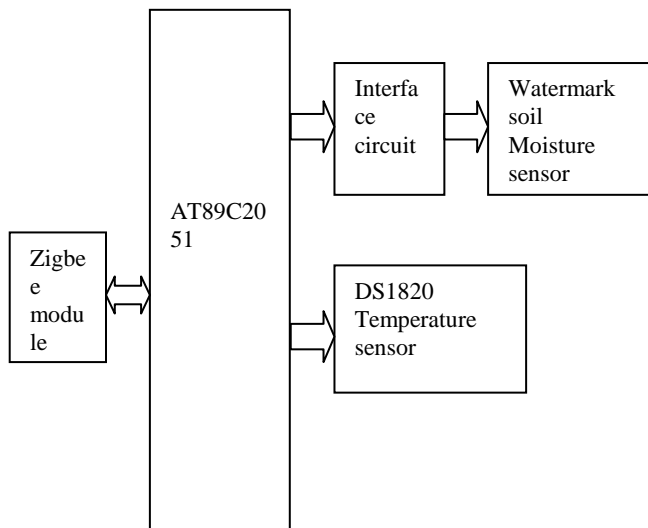 Interfa
ce
circuit
Watermark
soil
Moisture
sensor
AT89C20
51
Zigbe
e
modu
le
DS1820
Temperature
sensor